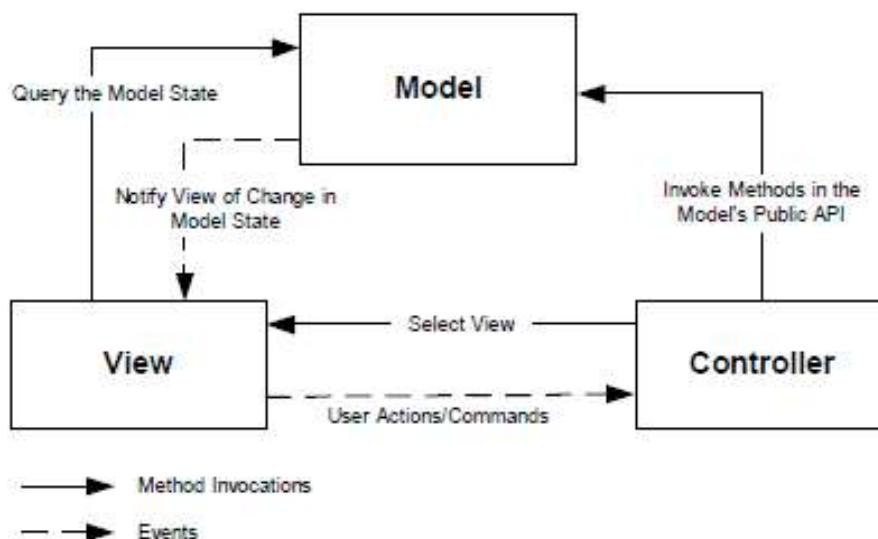 Model
Query the Model State
Notify View of Change in
Model State
Invoke Methods in the
Model's Public API
View
Select View
Controller
User Actions/Commands
Method Invocations
Events